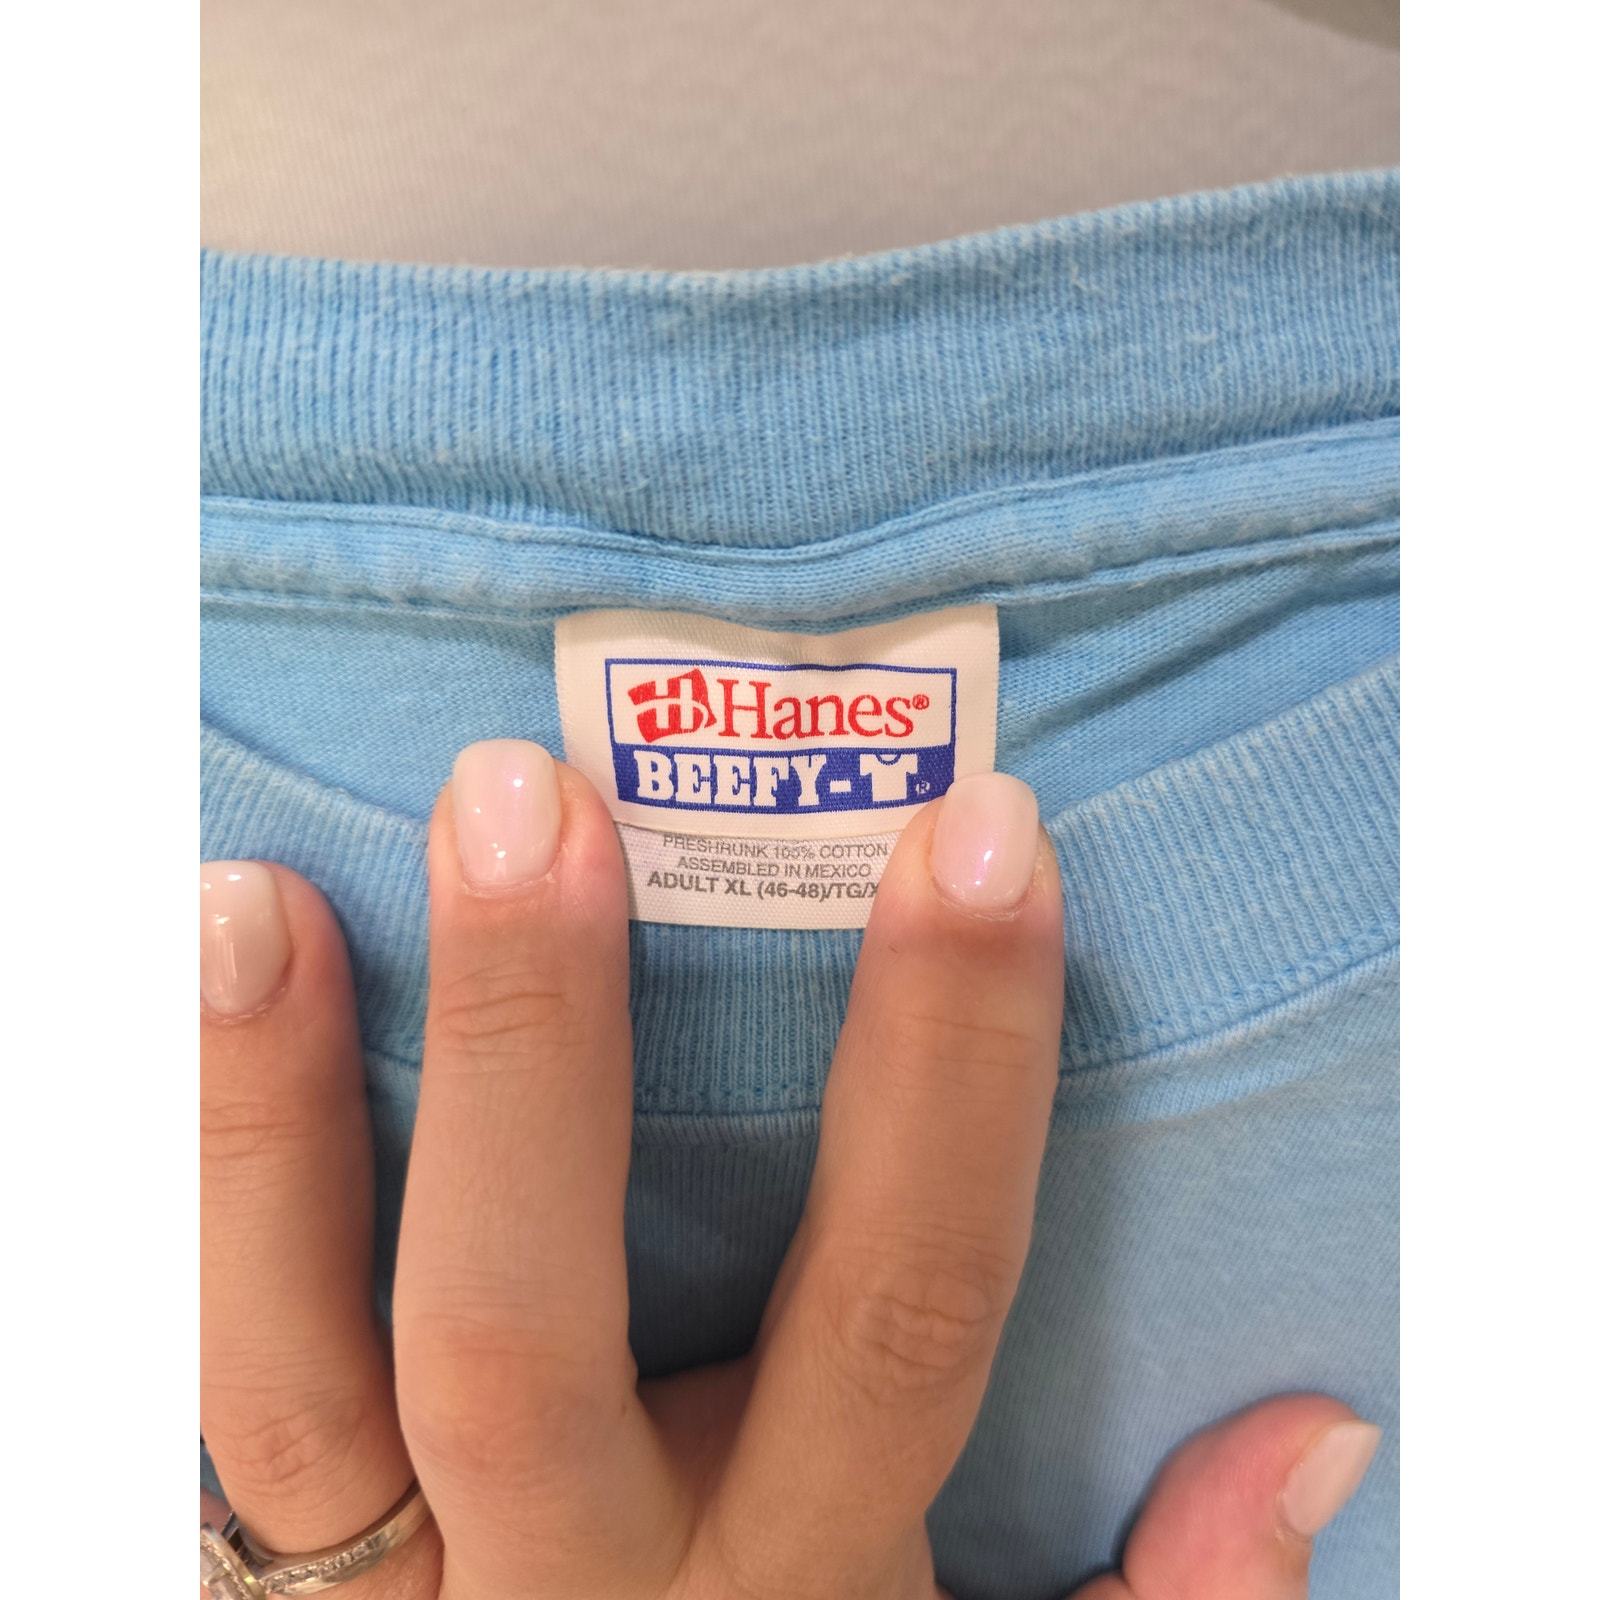 Hanes®
BEEFY-T®
PRESHRUNK 100% COTTON
ASSEMBLED IN MEXICO
ADULT XL (46-48)/TG/X